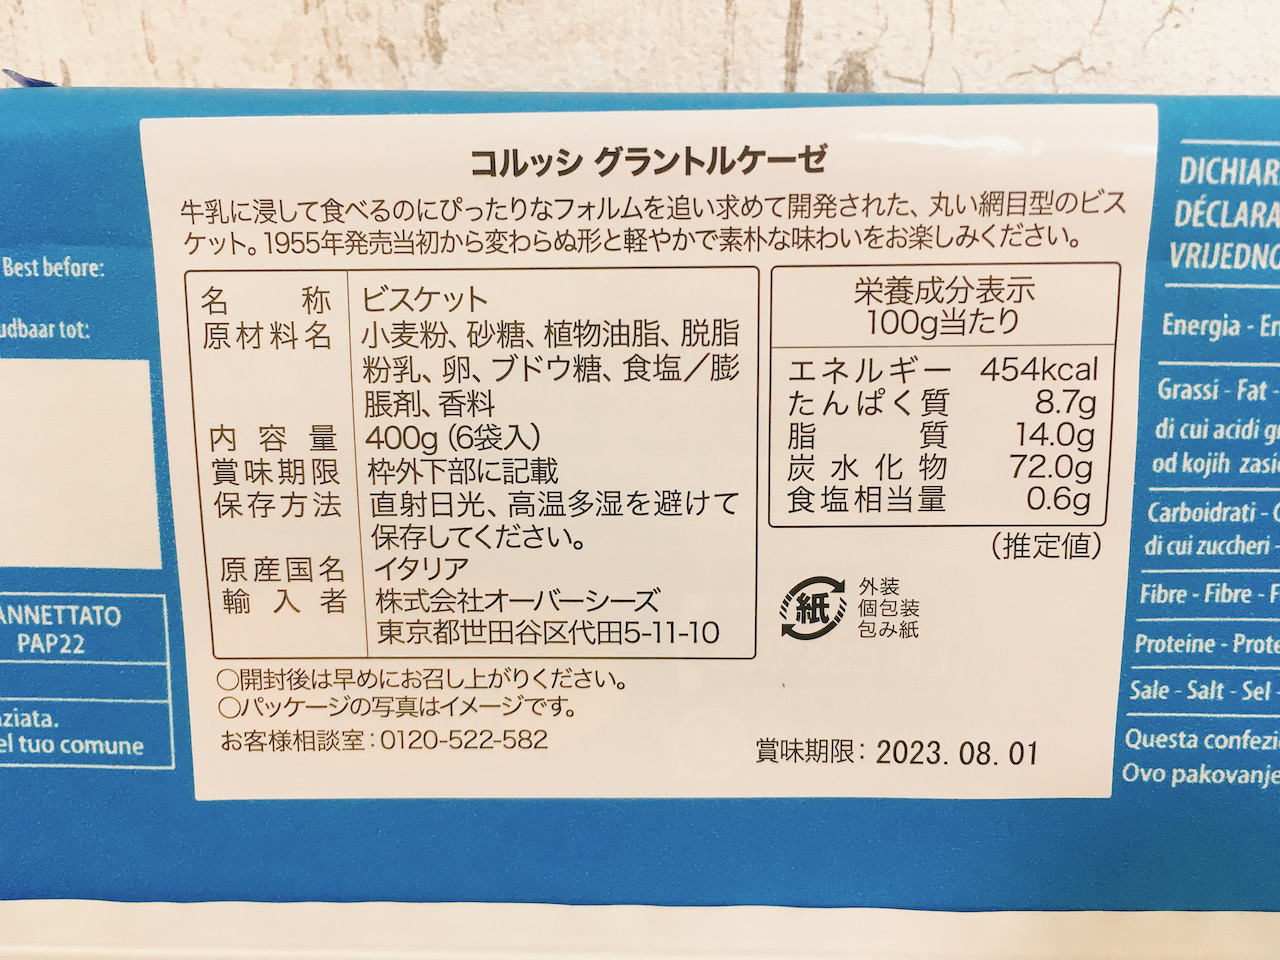 コルッシ グラントルケーゼ
牛乳に浸して食べるのにぴったりなフォルムを追い求めて開発された、丸い網目型のビス
ケット。1955年発売当初から変わらぬ形と軽やかで素朴な味わいをお楽しみください。
名称 ビスケット
原材料名 小麦粉、砂糖、植物油脂、脱脂
粉乳、卵、ブドウ糖、食塩/膨
脹剤、香料
内容量 400g (6袋入)
賞味期限 枠外下部に記載
保存方法 直射日光、高温多湿を避けて
保存してください。
原産国名 イタリア
輸入者 株式会社オーバーシーズ
東京都世田谷区代田5-11-10
栄養成分表示
100g当たり
エネルギー 454kcal
たんぱく質 8.7g
脂質 14.0g
炭水化物 72.0g
食塩相当量 0.6g
(推定値)
紙
外装
個包装
包み紙
○開封後は早めにお召し上がりください。
○パッケージの写真はイメージです。
お客様相談室:0120-522-582
賞味期限: 2023.08.01
Best before:
udbaar tot:
ANNETTATO
PAP22
ziata.
el tuo comune
DICHIAR
DÉCLARA
VRIJEDNO
Energia - En
Grassi - Fat -
di cui acidi g
od kojih zasi
Carboidrati - C
di cui zuccheri -
Fibre - Fibre - F
Proteine - Prote
Sale - Salt - Sel -
Questa confezi
Ovo pakovanje